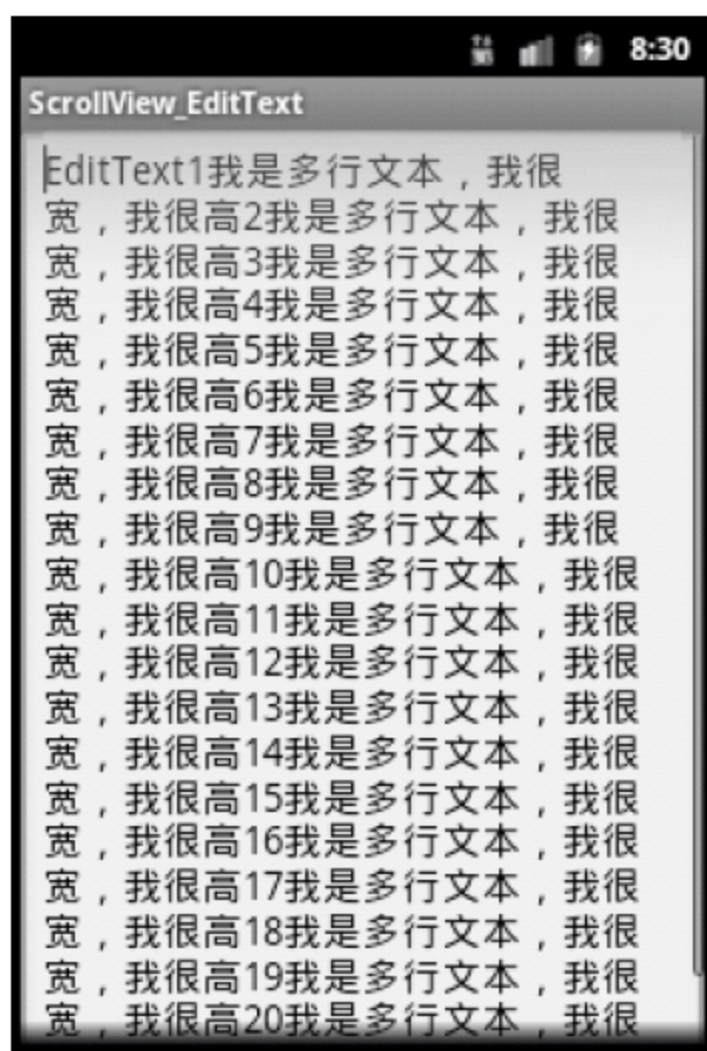 8:30
ScrollView_EditText
EditText1我是多行文本，我很
宽，我很高2我是多行文本，我很
宽，我很高3我是多行文本，我很
宽，我很高4我是多行文本，我很
宽，我很高5我是多行文本，我很
宽，我很高6我是多行文本，我很
宽，我很高7我是多行文本，我很
宽，我很高8我是多行文本，我很
宽，我很高9我是多行文本，我很
宽，我很高10我是多行文本，我很
宽，我很高11我是多行文本，我很
宽，我很高12我是多行文本，我很
宽，我很高13我是多行文本，我很
宽，我很高14我是多行文本，我很
宽，我很高15我是多行文本，我很
宽，我很高16我是多行文本，我很
宽，我很高17我是多行文本，我很
宽，我很高18我是多行文本，我很
宽，我很高19我是多行文本，我很
宽，我很高20我是多行文本，我很